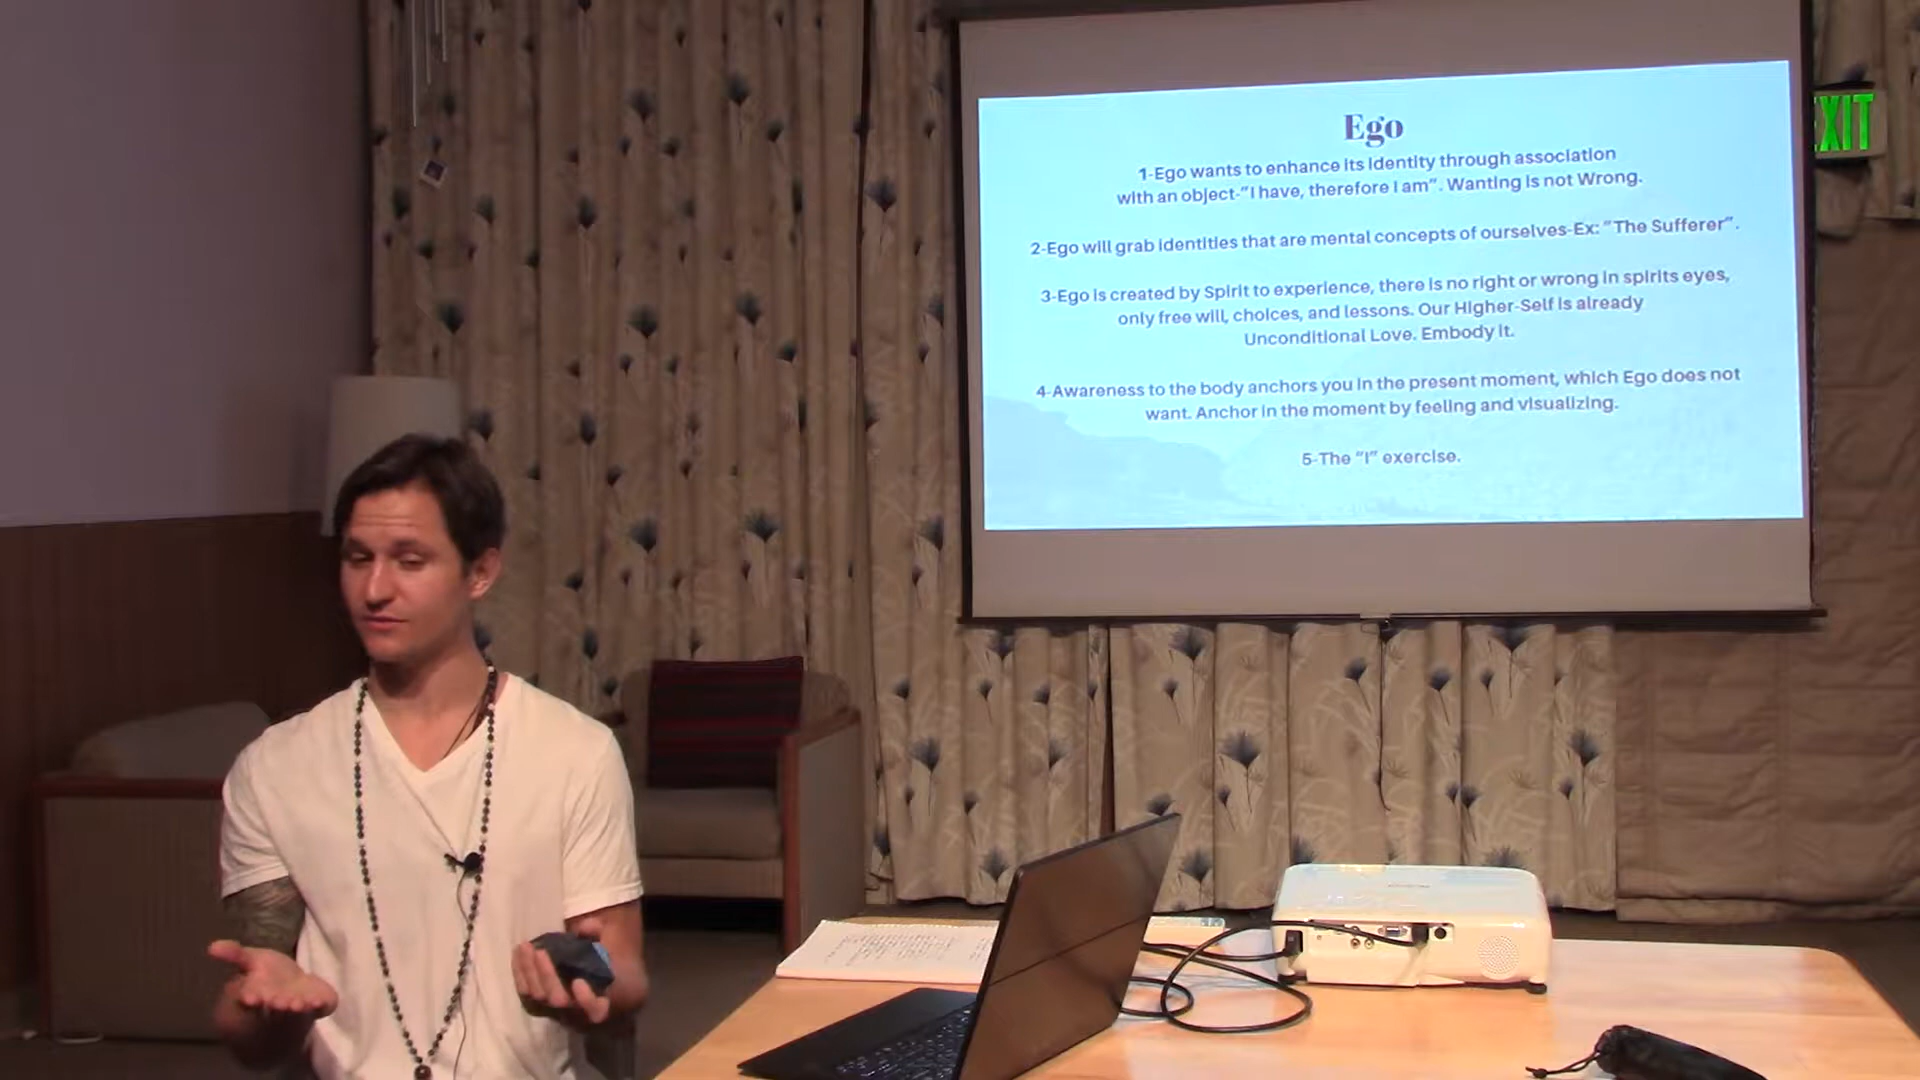 Ego
1-Ego wants to enhance its identity through association
with an object-"I have, therefore I am". Wanting is not Wrong.
2-Ego will grab identities that are mental concepts of ourselves-Ex: "The Sufferer".
3-Ego is created by Spirit to experience, there is no right or wrong in spirits eyes,
only free will, choices, and lessons. Our Higher-Self is already
Unconditional Love. Embody it.
4-Awareness to the body anchors you in the present moment, which Ego does not
want. Anchor in the moment by feeling and visualizing.
5-The "I" exercise.
EXIT